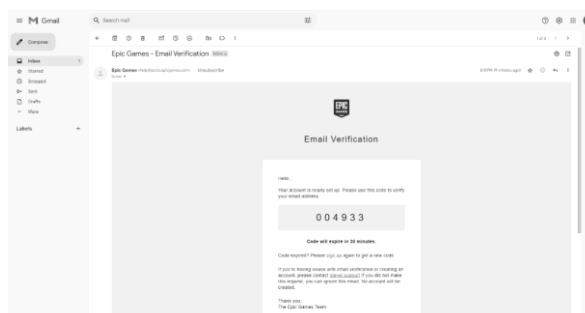 Gmail
Search mail
Compose
Inbox
Starred
Snoozed
Sent
Drafts
More
Labels
Epic Games - Email Verification
Epic Games
Unsubscribe
EPIC
GAMES
Email Verification
Hello ,
Your account is nearly set up. Please use this code to verify
your email address
004933
Code will expire in 30 minutes.
Code expired? Please sign up again to get a new code
If you're having issues with email verification or creating an
account, please contact player support If you did not make
this request, you can ignore this email. No account will be
created.
Thank you,
The Epic Games Team